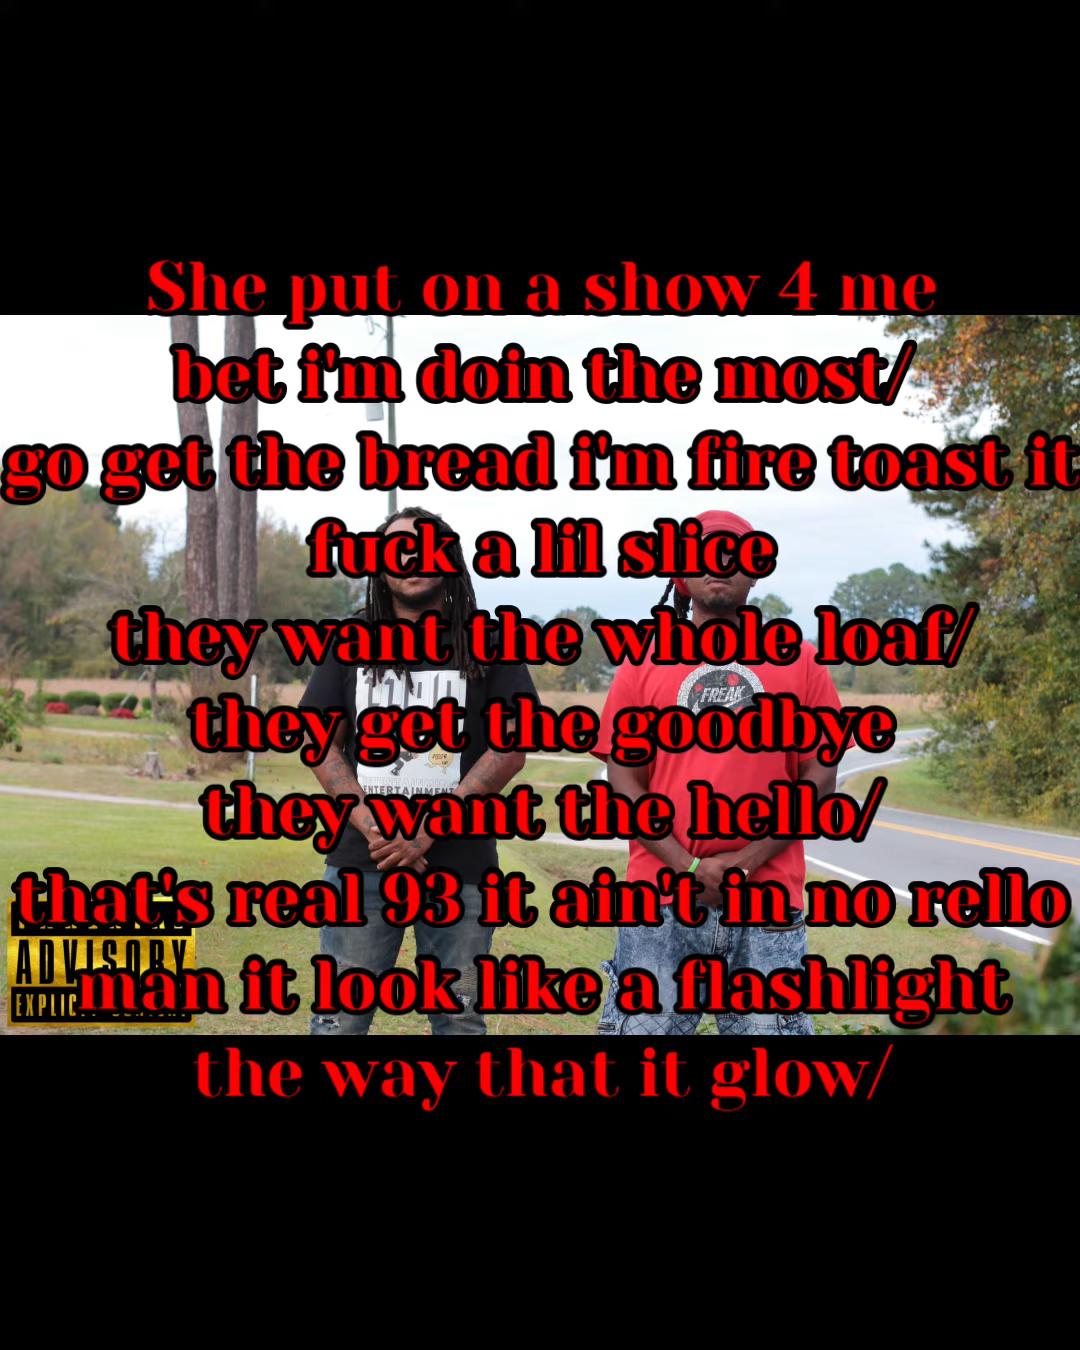 She put on a show 4 me
bet i'm doin the most/
go get the bread i'm fire toast it
fuck a lil slice
they want the whole loaf/
FREAK
they get the goodbye
ENTERTAINMENT
they want the hello/
that's real 93 it ain't in no rello
ADVISORY
man it look like a flashlight
the way that it glow/